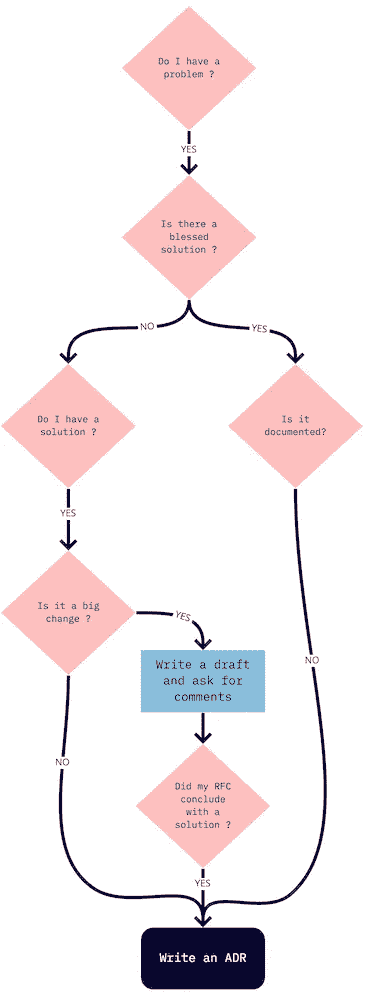 Do I have a
problem ?
YES
Is there a
blessed
solution ?
NO
YES
Do I have a
solution ?
Is it
documented?
YES
Is it a big
change ?
YES
Write a draft
and ask for
comments
NO
NO
Did my RFC
conclude
with a
solution ?
YES
Write an ADR